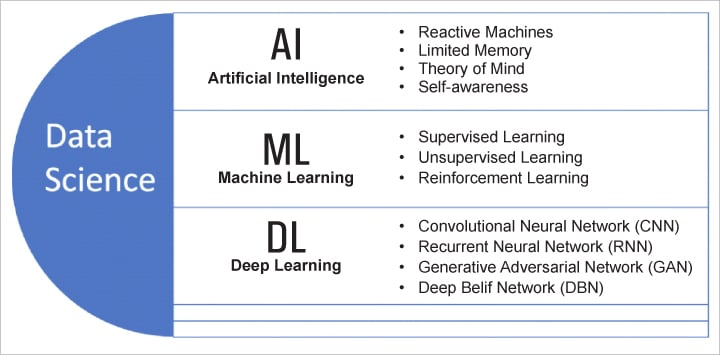 Data
Science
AI
Artificial Intelligence
• Reactive Machines
• Limited Memory
• Theory of Mind
• Self-awareness
ML
Machine Learning
• Supervised Learning
• Unsupervised Learning
• Reinforcement Learning
DL
Deep Learning
• Convolutional Neural Network (CNN)
• Recurrent Neural Network (RNN)
• Generative Adversarial Network (GAN)
• Deep Belif Network (DBN)